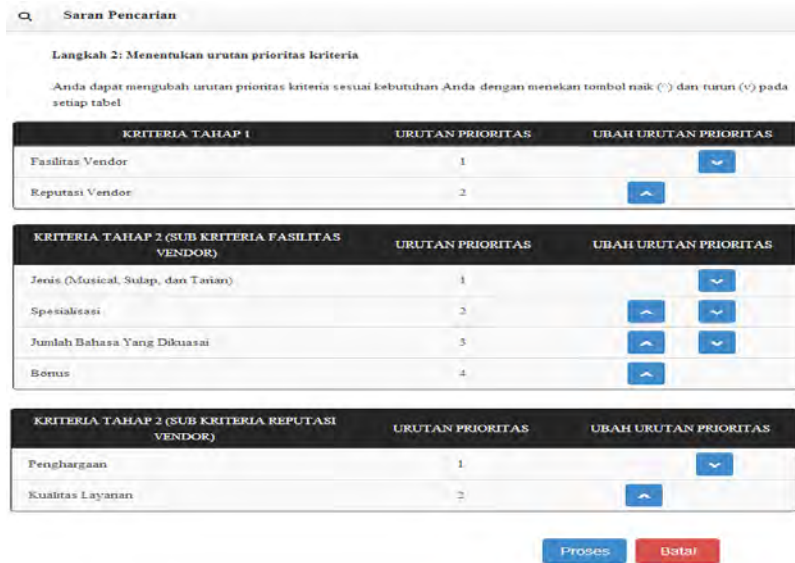 Saran Pencarian
Langkah 2: Menentukan urutan prioritas kriteria
Anda dapat mengubah urutan prioritas kriteria sesuai kebutuhan Anda dengan menekan tombol naik (^) dan turun (v) pada
setiap tabel
KRITERIA TAHAP 1 URUTAN PRIORITAS UBAH URUTAN PRIORITAS
Fasilitas Vendor 1
Reputasi Vendor 2
KRITERIA TAHAP 2 (SUB KRITERIA FASILITAS
VENDOR) URUTAN PRIORITAS UBAH URUTAN PRIORITAS
Jenis (Musical, Sulap, dan Tarian) 1
Spesialisasi 2
Jumlah Bahasa Yang Dikuasai 3
Bonus 4
KRITERIA TAHAP 2 (SUB KRITERIA REPUTASI
VENDOR) URUTAN PRIORITAS UBAH URUTAN PRIORITAS
Penghargaan 1
Kualitas Layanan 2
Proses Batal